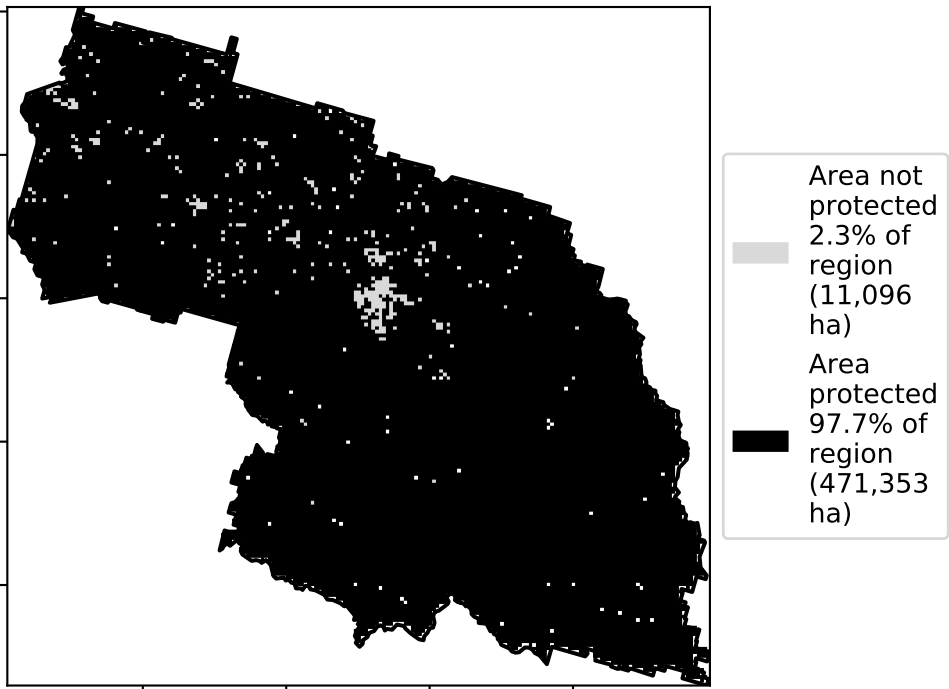 Area not
protected
2.3% of
region
(11,096
ha)
Area
protected
97.7% of
region
(471,353
ha)